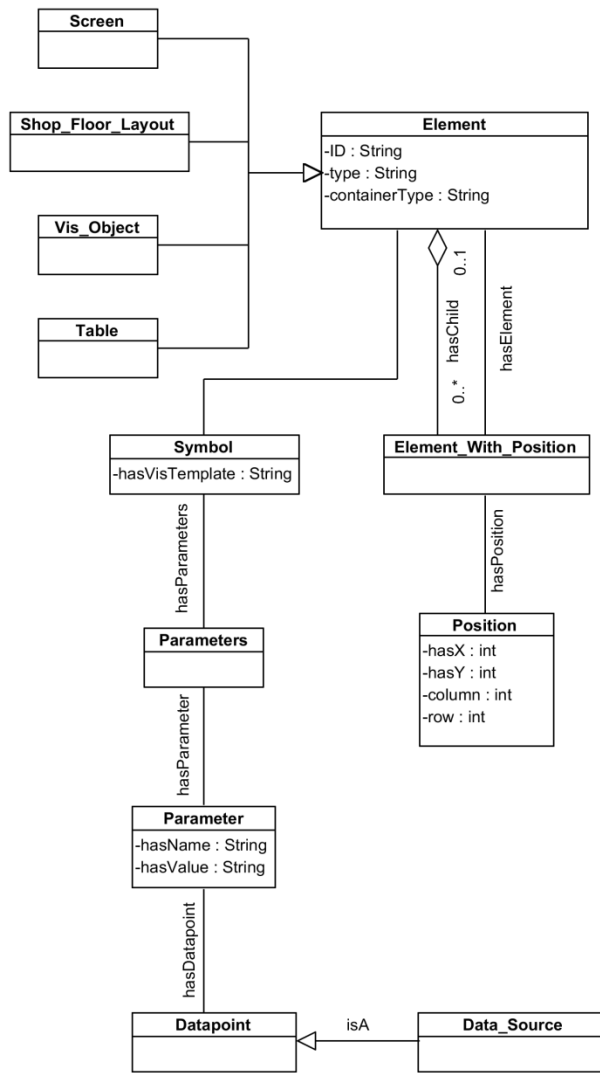 Screen
Shop_Floor_Layout
Vis_Object
Table
Element
-ID : String
-type : String
-containerType : String
0..1
hasChild
0..*
hasElement
Symbol
-hasVisTemplate : String
Element_With_Position
hasParameters
hasPosition
Parameters
Position
-hasX : int
-hasY : int
-column : int
-row : int
hasParameter
Parameter
-hasName : String
-hasValue : String
hasDatapoint
Datapoint
isA
Data_Source